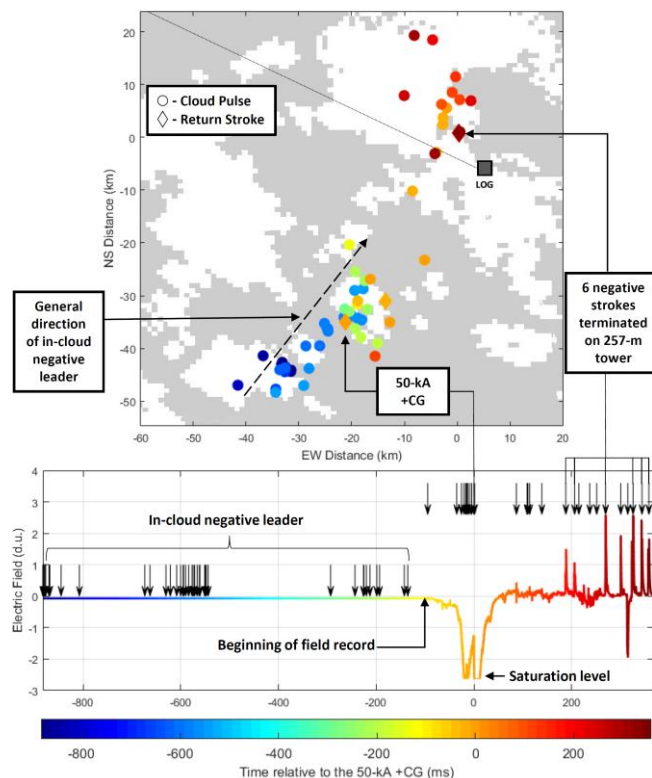 20
10
0
-10
-20
-30
-40
-50
NS Distance (km)
- Cloud Pulse
- Return Stroke
LOG
General
direction
of in-cloud
negative
leader
6 negative
strokes
terminated
on 257-m
tower
50-kA
+CG
-60 -50 -40 -30 -20 -10 0 10 20
EW Distance (km)
4
3
2
1
0
-1
-2
-3
Electric Field (d.u.)
In-cloud negative leader
Beginning of field record
Saturation level
-800 -600 -400 -200 0 200
-800 -600 -400 -200 0 200
Time relative to the 50-kA +CG (ms)